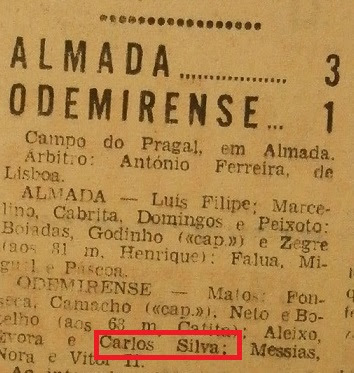 ALMADA ............... 3
ODEMIRENSE... 1
Campo do Pragal, em Almada.
Árbitro: António Ferreira, de
Lisboa.
ALMADA — Luís Filipe; Marce-
lino, Cabrita, Domingos e Peixoto;
Boiadas, Godinho («cap.») e Zegre
(aos 81 m, Henrique); Falua, Mi-
guel e Páscoa.
ODEMIRENSE — Matos; Fon-
seca, Camacho («cap.»), Neto e Bo-
telho (aos 63 m, Catita); Aleixo,
Évora e Carlos Silva; Messias,
Nora e Vítor II.